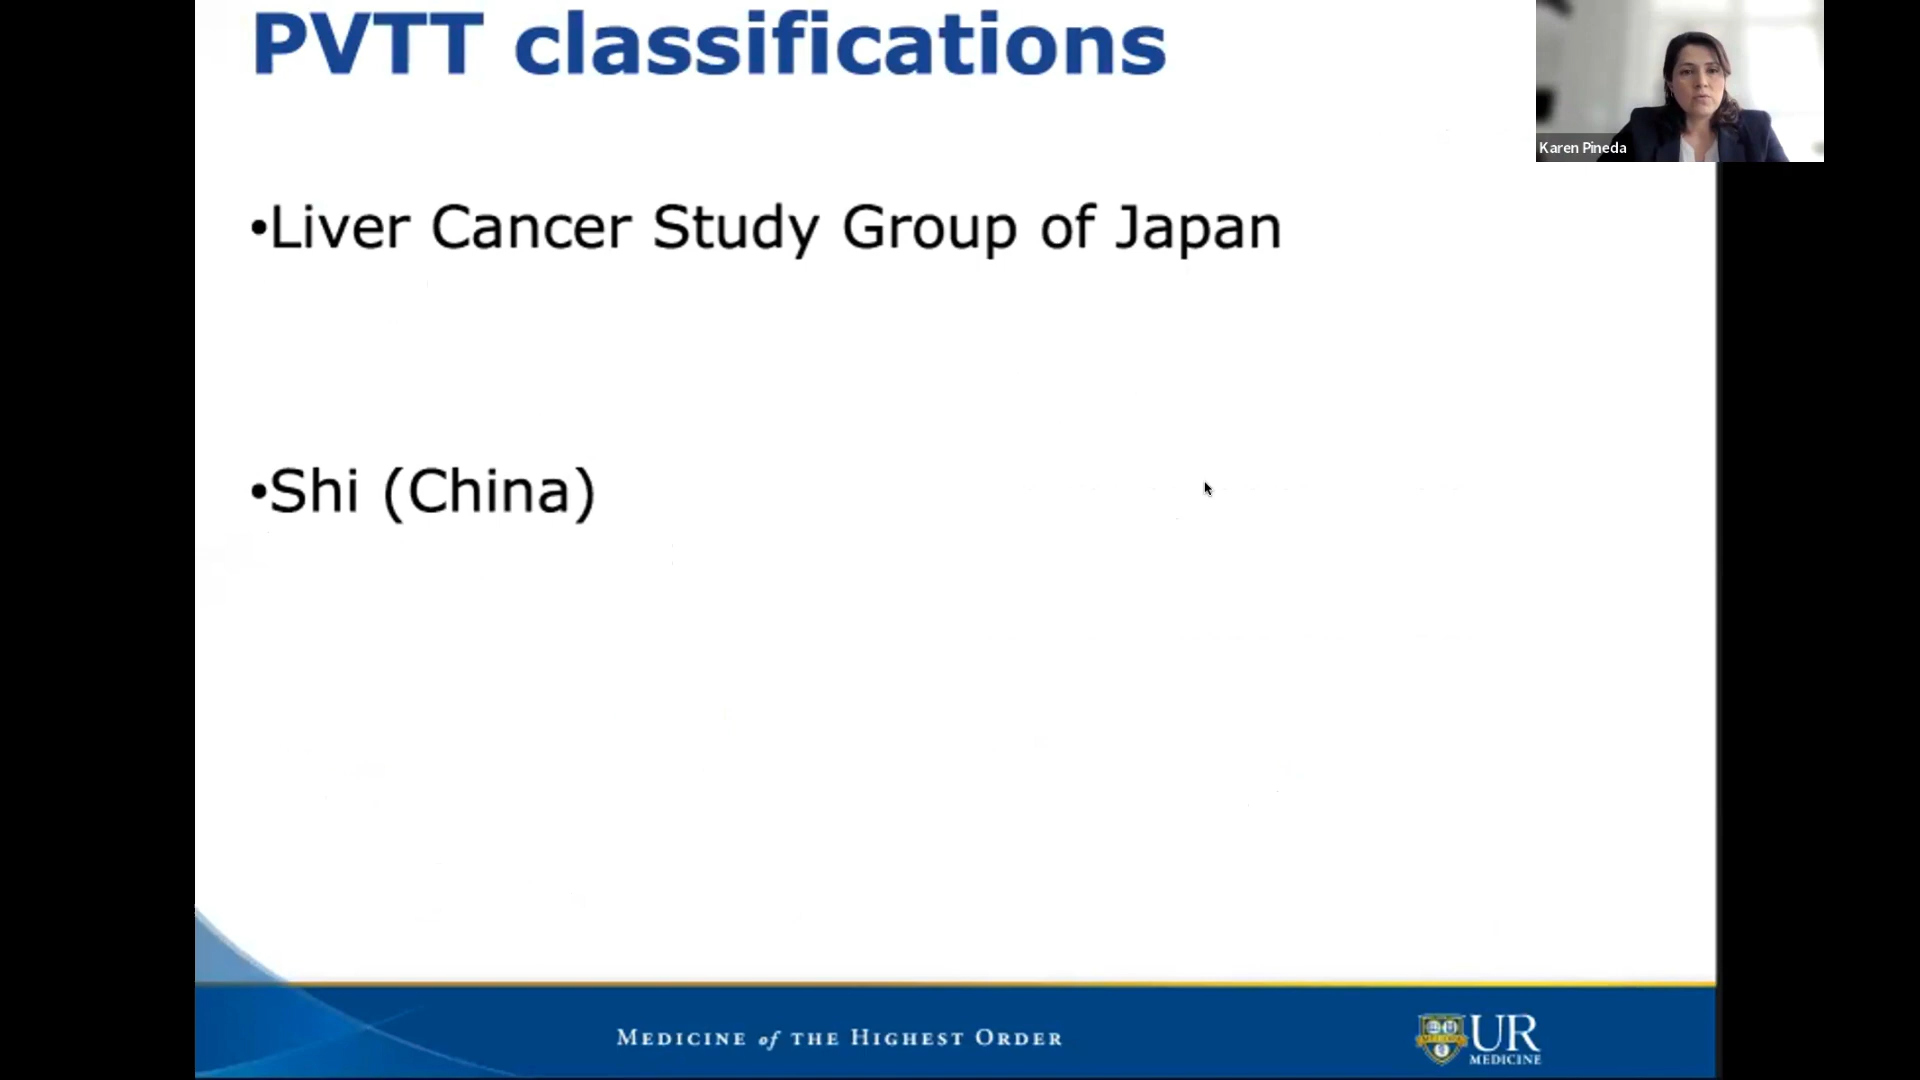 PVTT classifications
Karen Pineda
•Liver Cancer Study Group of Japan
•Shi (China)
MEDICINE of THE HIGHEST ORDER
UR
MEDICINE